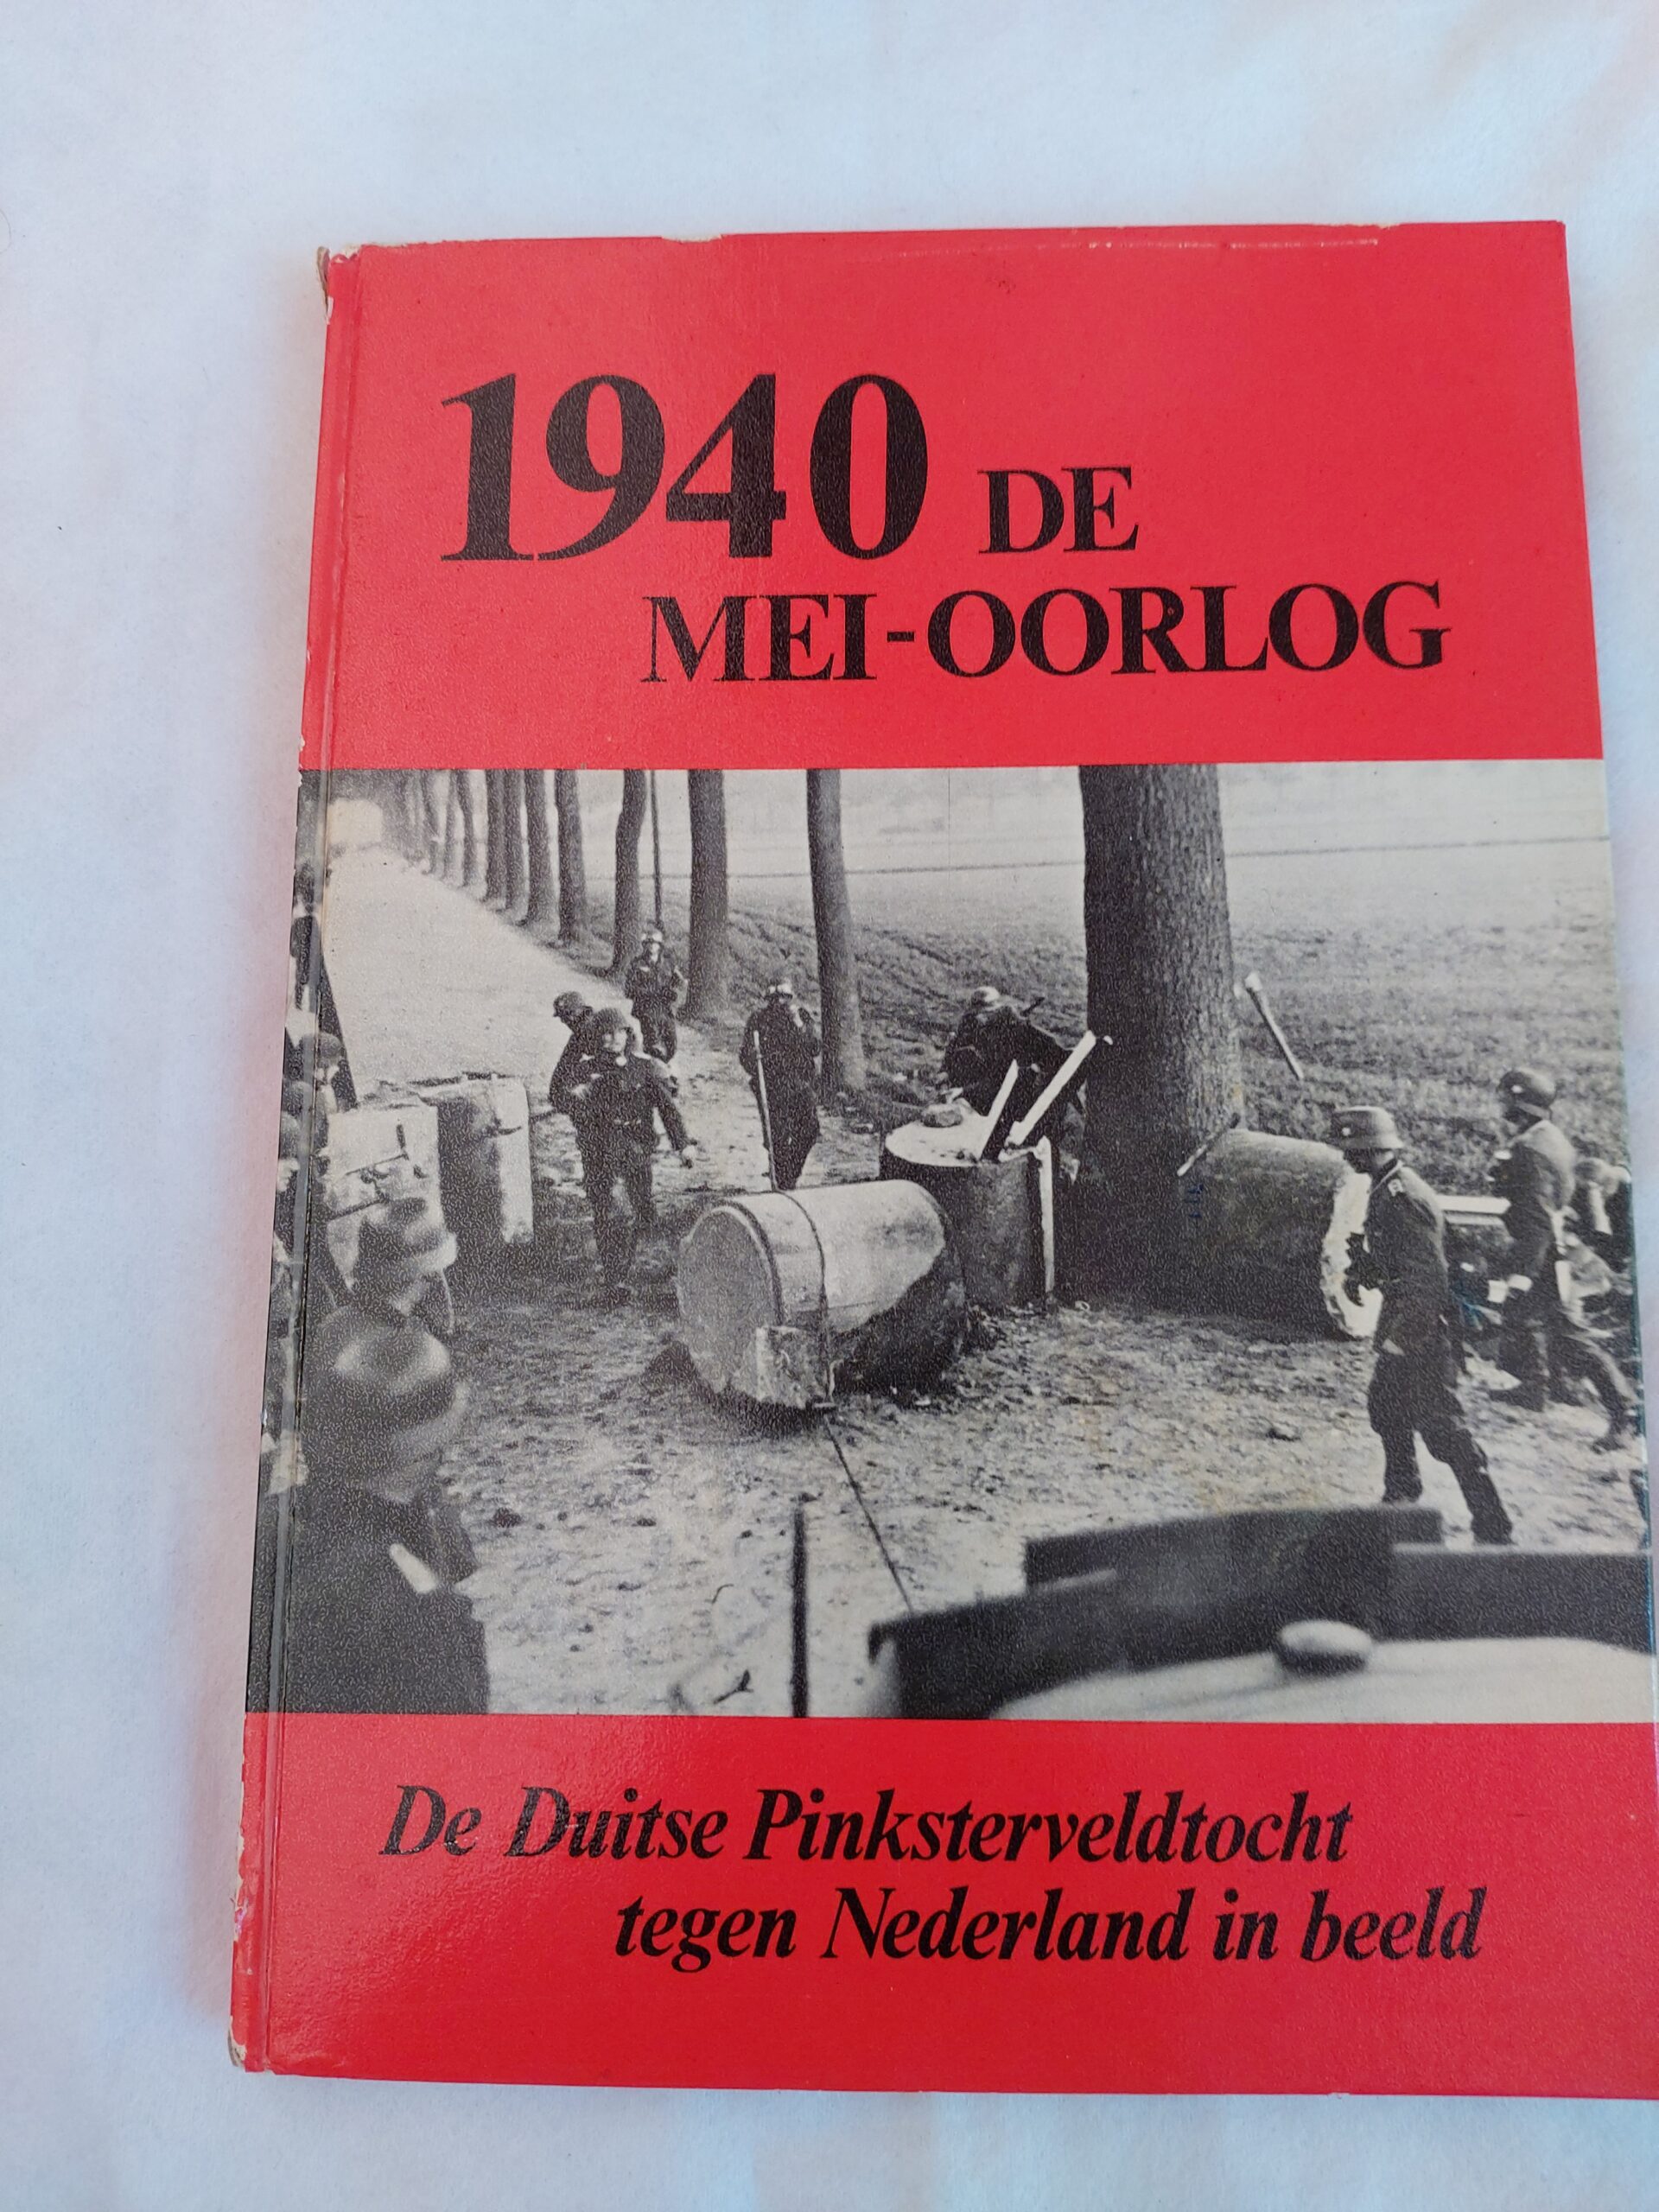 1940 DE
MEI-OORLOG
De Duitse Pinksterveldtocht
tegen Nederland in beeld